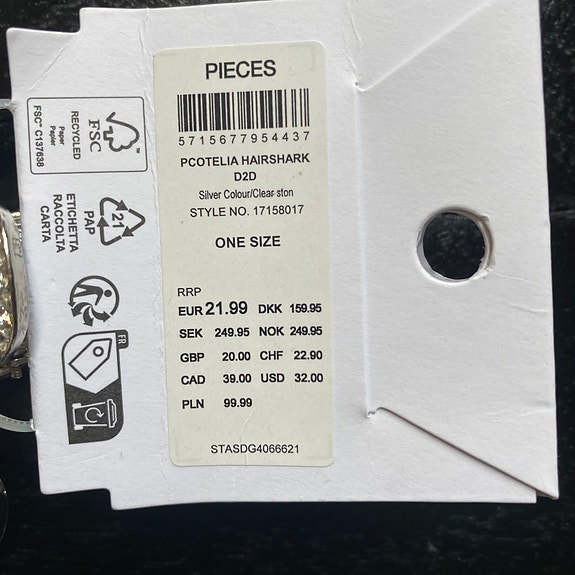 PIECES
5715677954437
PCOTELIA HAIRSHARK
D2D
Silver Colour/Clear ston
STYLE NO. 17158017
ONE SIZE
RRP
EUR 21.99 DKK 159.95
SEK 249.95 NOK 249.95
GBP 20.00 CHF 22.90
CAD 39.00 USD 32.00
PLN 99.99
STASDG4066621
FSC
RECYCLED
Paper
Papier
FSC™ C137638
21
PAP
ETICHETTA
RACCOLTA
CARTA
FR